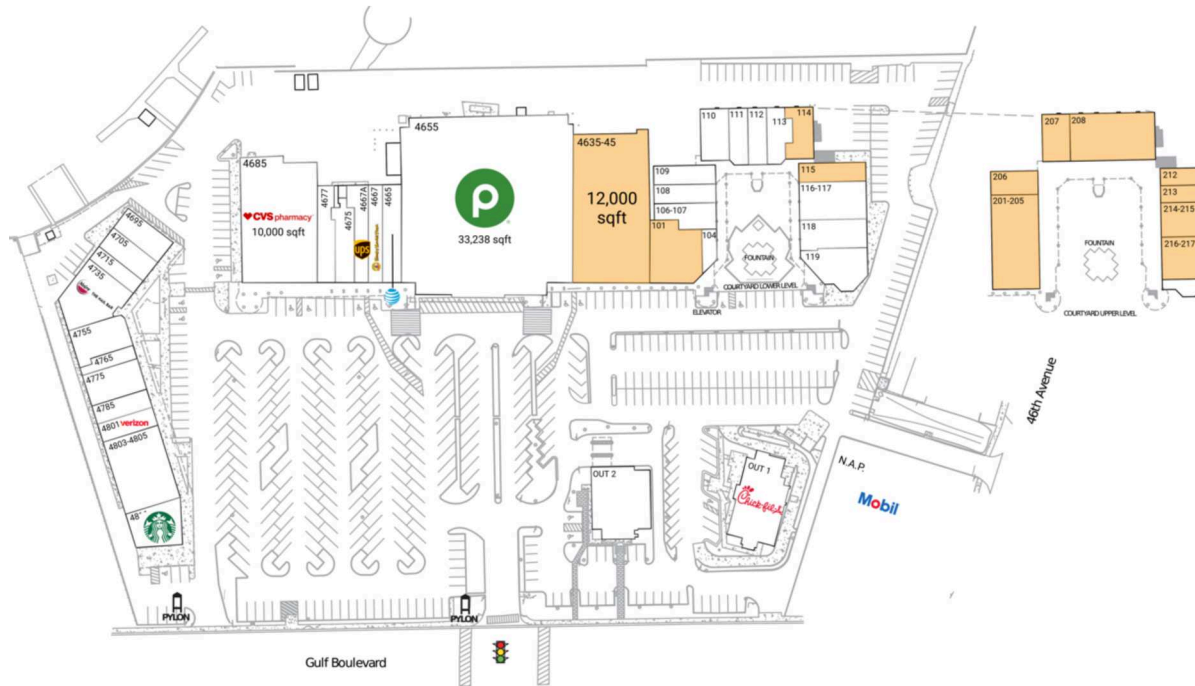 4655
P
33,238 sqft
4635-45
12,000
sqft
4685
CVS pharmacy
10,000 sqft
4677
4675
4667A
4667
4665
ups
4695
4705
4715
4735
4755
4765
4775
4785
4801 verizon
4803-4805
110
111
112
113
114
109
108
106-107
101
104
115
116-117
118
119
FOUNTAIN
COURTYARD LOWER LEVEL
ELEVATOR
207
208
206
201-205
212
213
214-215
216-217
FOUNTAIN
COURTYARD UPPER LEVEL
46th Avenue
OUT 2
OUT 1
Chick-fil-A
N.A.P.
Mobil
PYLON
PYLON
Gulf Boulevard